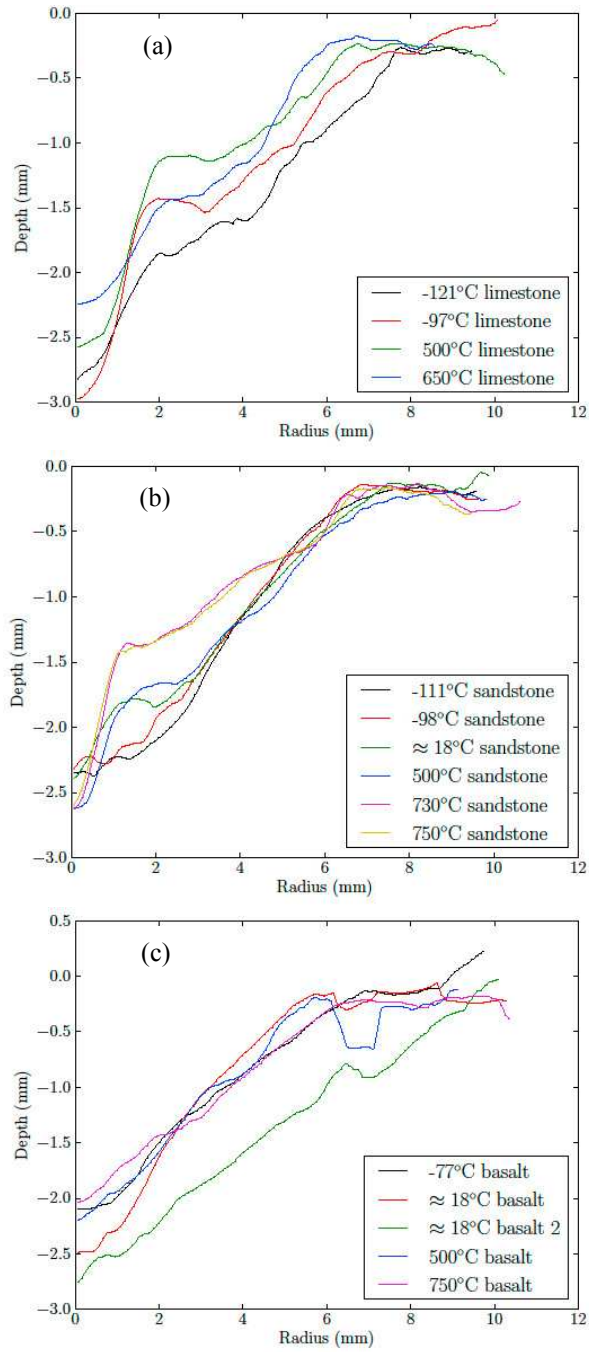 (a)
0.0
−0.5
−1.0
−1.5
−2.0
−2.5
−3.0
Depth (mm)
-121°C limestone
-97°C limestone
500°C limestone
650°C limestone
0 2 4 6 8 10 12
Radius (mm)
(b)
0.0
−0.5
−1.0
−1.5
−2.0
−2.5
−3.0
Depth (mm)
-111°C sandstone
-98°C sandstone
≈ 18°C sandstone
500°C sandstone
730°C sandstone
750°C sandstone
0 2 4 6 8 10 12
Radius (mm)
(c)
0.5
0.0
−0.5
−1.0
−1.5
−2.0
−2.5
−3.0
Depth (mm)
-77°C basalt
≈ 18°C basalt
≈ 18°C basalt 2
500°C basalt
750°C basalt
0 2 4 6 8 10 12
Radius (mm)